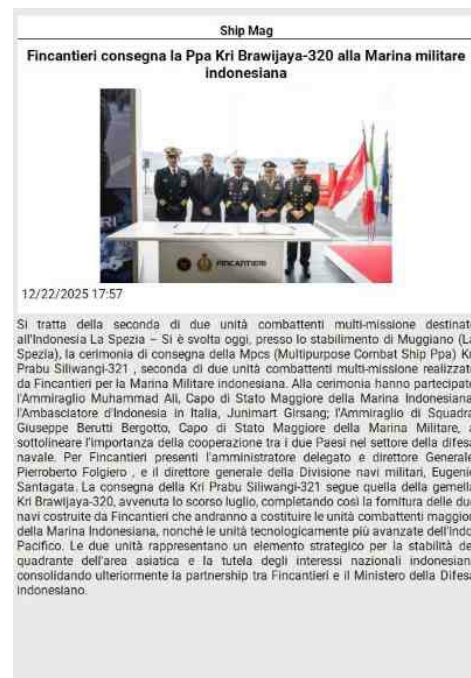 Ship Mag
Fincantieri consegna la Ppa Kri Brawijaya-320 alla Marina militare
indonesiana
FINCANTIERI
12/22/2025 17:57
Si tratta della seconda di due unità combattenti multi-missione destinate
all'Indonesia La Spezia – Si è svolta oggi, presso lo stabilimento di Muggiano (La
Spezia), la cerimonia di consegna della Mpcs (Multipurpose Combat Ship Ppa) Kri
Prabu Siliwangi-321 , seconda di due unità combattenti multi-missione realizzate
da Fincantieri per la Marina Militare indonesiana. Alla cerimonia hanno partecipato
l'Ammiraglio Muhammad Ali, Capo di Stato Maggiore della Marina Indonesiana,
l'Ambasciatore d'Indonesia in Italia, Junimart Girsang; l'Ammiraglio di Squadra
Giuseppe Berutti Bergotto, Capo di Stato Maggiore della Marina Militare, a
sottolineare l'importanza della cooperazione tra i due Paesi nel settore della difesa
navale. Per Fincantieri presenti l'amministratore delegato e direttore Generale,
Pierroberto Folgiero , e il direttore generale della Divisione navi militari, Eugenio
Santagata. La consegna della Kri Prabu Siliwangi-321 segue quella della gemella
Kri Brawijaya-320, avvenuta lo scorso luglio, completando così la fornitura delle due
navi costruite da Fincantieri che andranno a costituire le unità combattenti maggiori
della Marina Indonesiana, nonché le unità tecnologicamente più avanzate dell'Indo
Pacifico. Le due unità rappresentano un elemento strategico per la stabilità del
quadrante dell'area asiatica e la tutela degli interessi nazionali indonesiani,
consolidando ulteriormente la partnership tra Fincantieri e il Ministero della Difesa
indonesiano.